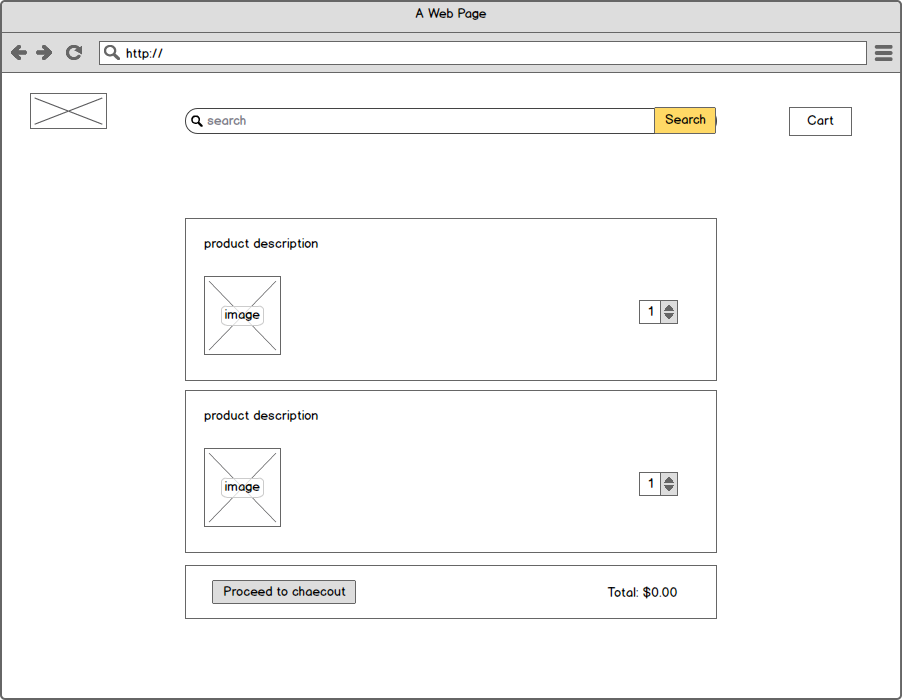 A Web Page
http://
search
Search
Cart
product description
image
1
product description
image
1
Proceed to chaecout
Total: $0.00